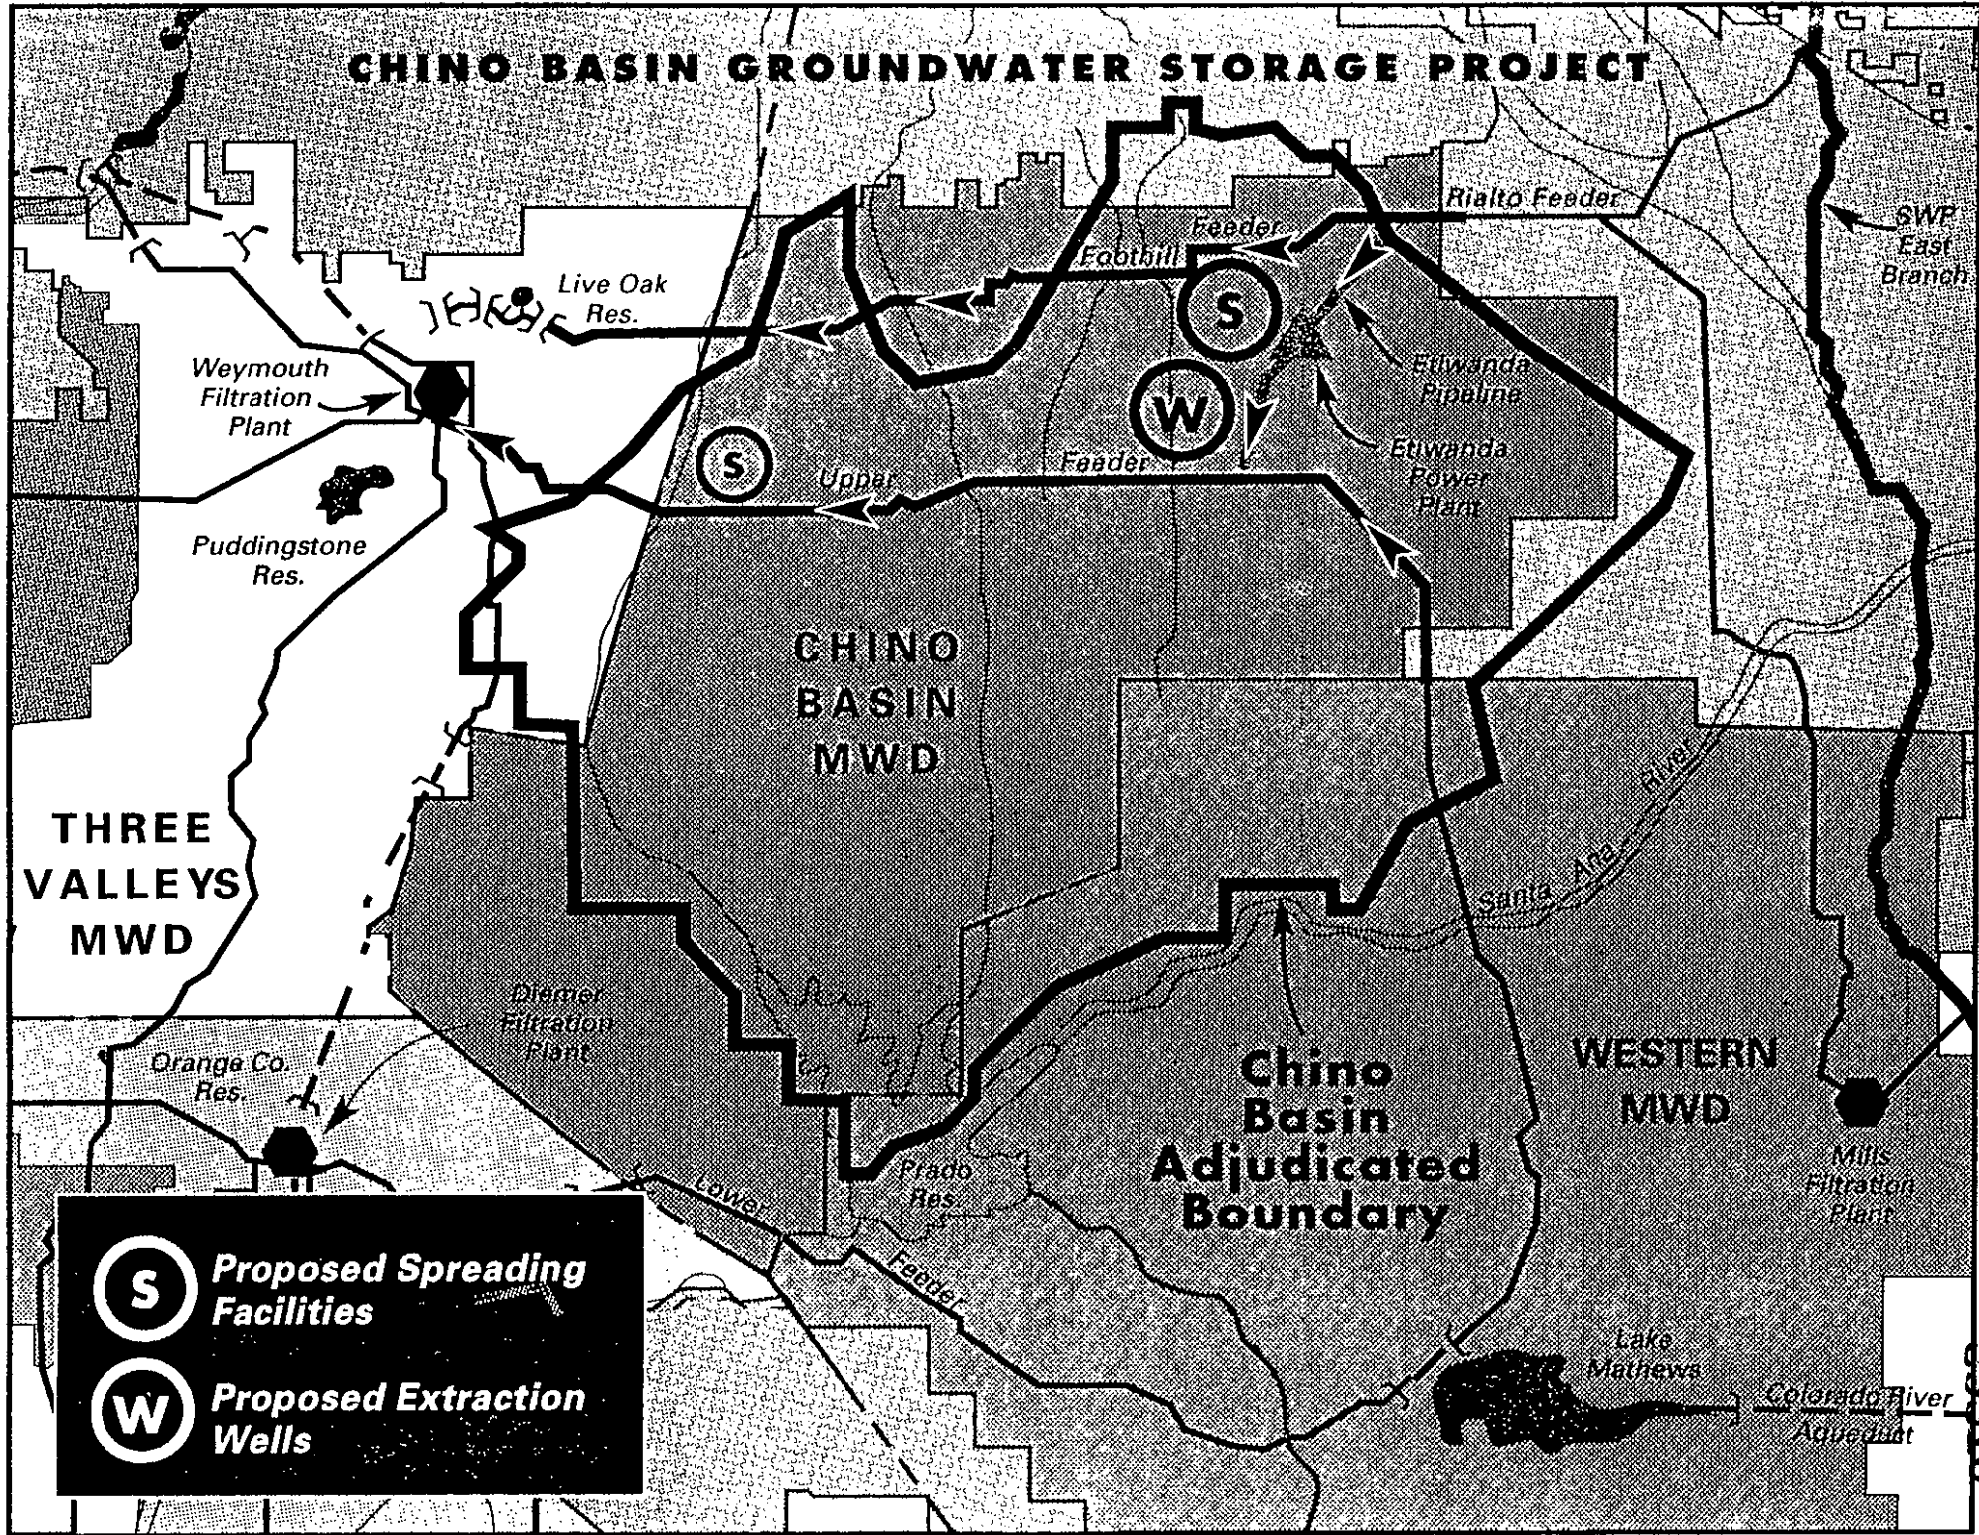 CHINO BASIN GROUNDWATER STORAGE PROJECT
Rialto Feeder
SWP
East
Branch
Feeder
Foothill
Live Oak
Res.
S
Weymouth
Filtration
Plant
Etiwanda
Pipeline
W
Etiwanda
Power
Plant
S
Upper
Feeder
Puddingstone
Res.
CHINO
BASIN
MWD
River
Ana
Santa
THREE
VALLEYS
MWD
Diemer
Filtration
Plant
Orange Co.
Res.
Chino
Basin
Adjudicated
Boundary
WESTERN
MWD
Mills
Filtration
Plant
Prado
Res.
Lower
Feeder
Lake
Mathews
Colorado River
Aqueduct
S
Proposed Spreading
Facilities
W
Proposed Extraction
Wells